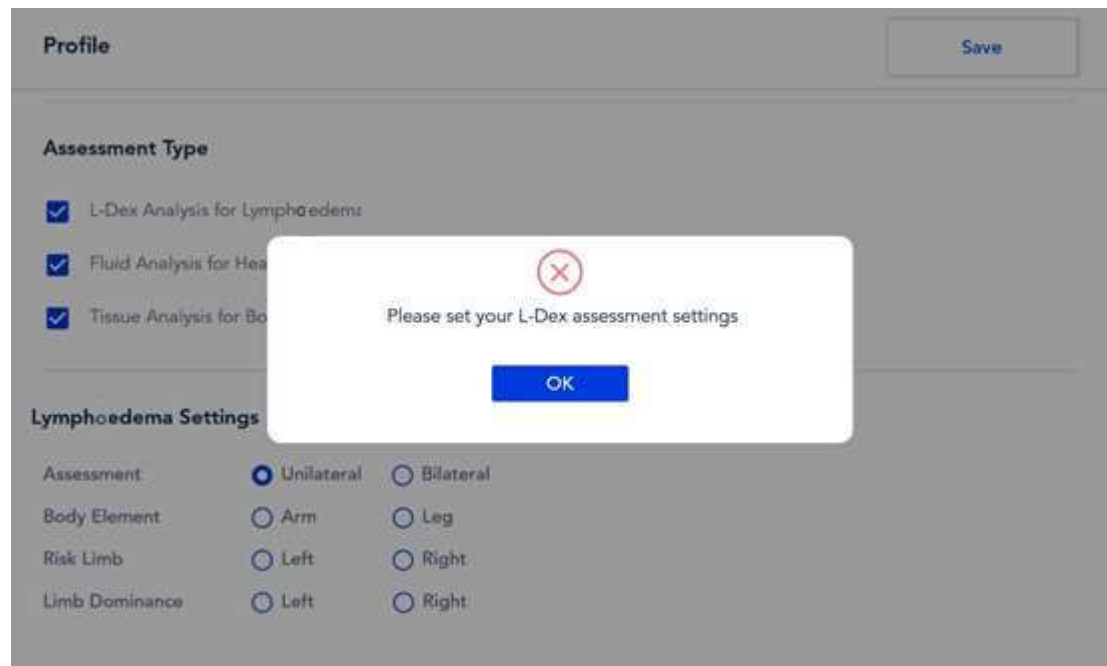 Profile
Save
Assessment Type
L-Dex Analysis for Lymphoedema
Fluid Analysis for Hea
Tissue Analysis for Bo
Please set your L-Dex assessment settings
OK
Lymphoedema Settings
Assessment Unilateral Bilateral
Body Element Arm Leg
Risk Limb Left Right
Limb Dominance Left Right